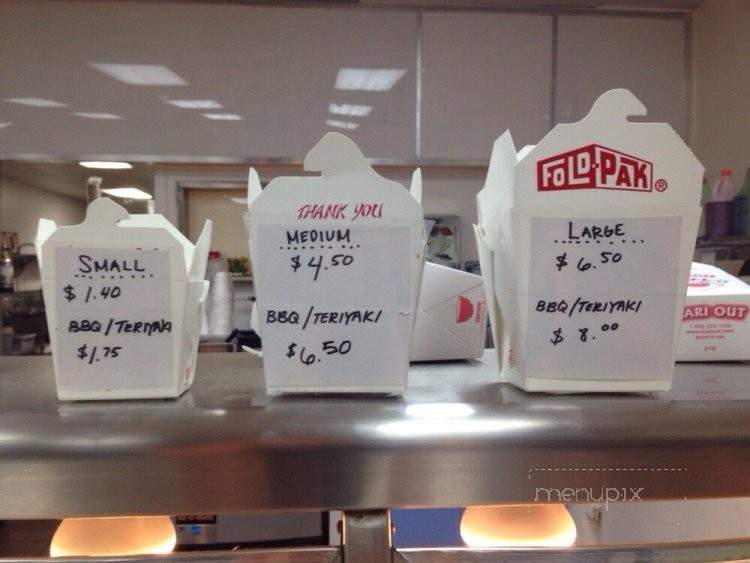 SMALL
$1.40
BBQ/TERIYAKI
$1.75
THANK YOU
MEDIUM
$4.50
BBQ/TERIYAKI
$6.50
FOLD-PAK®
LARGE
$6.50
BBQ/TERIYAKI
$8.00
ARI OUT
menupix